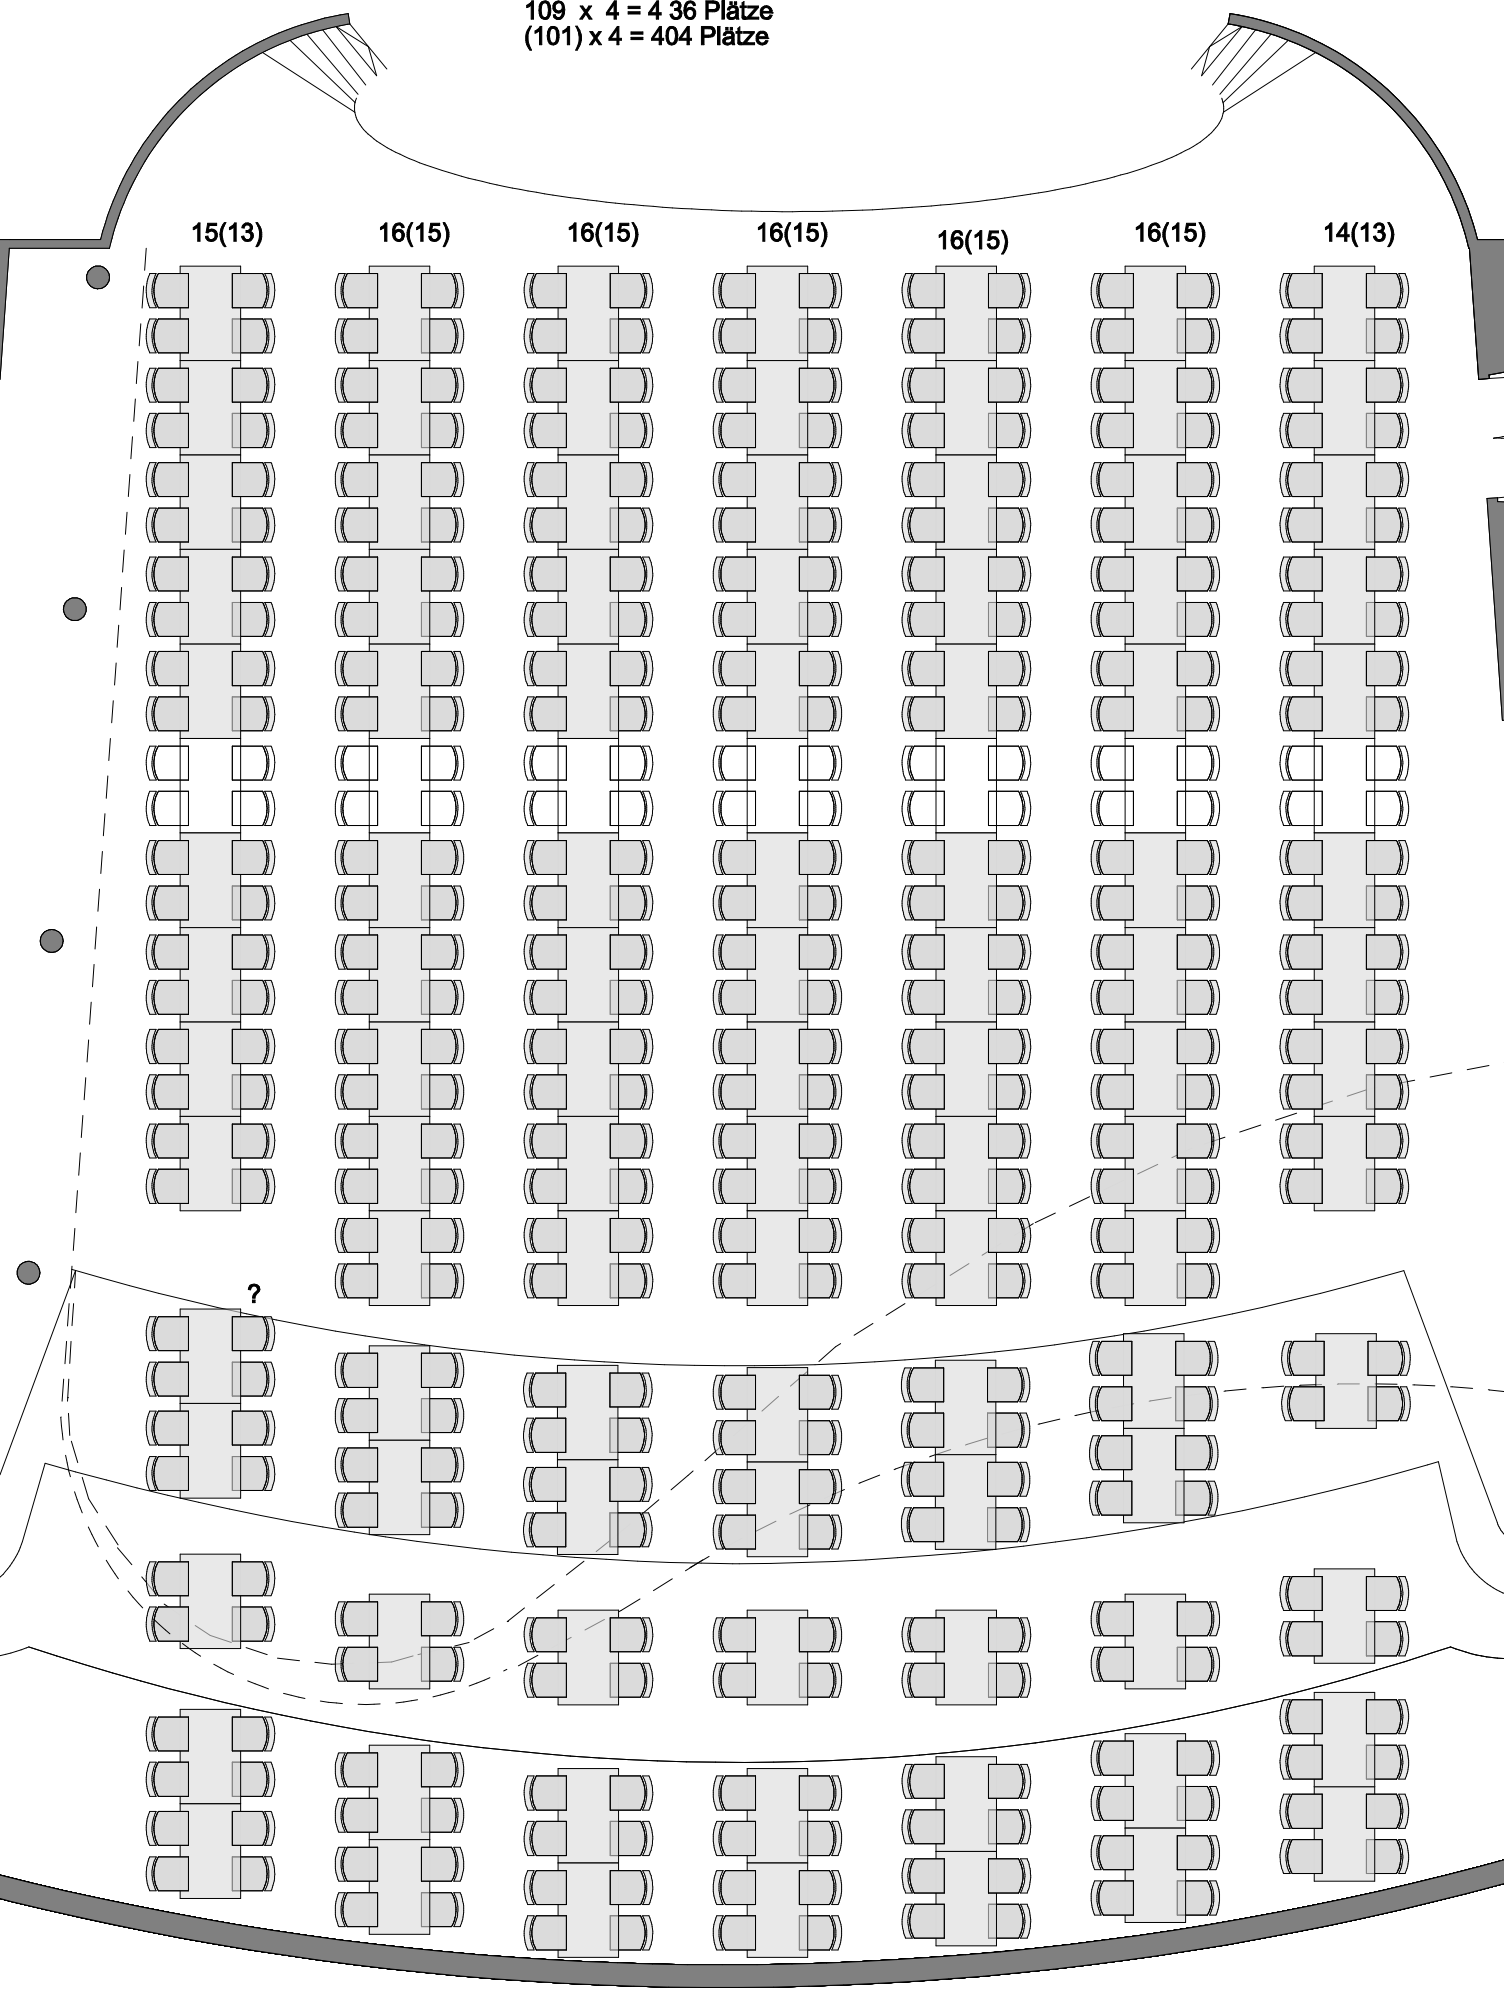 109 x 4 = 4 36 Plätze
(101) x 4 = 404 Plätze
15(13) 16(15) 16(15) 16(15) 16(15) 16(15) 14(13)
?